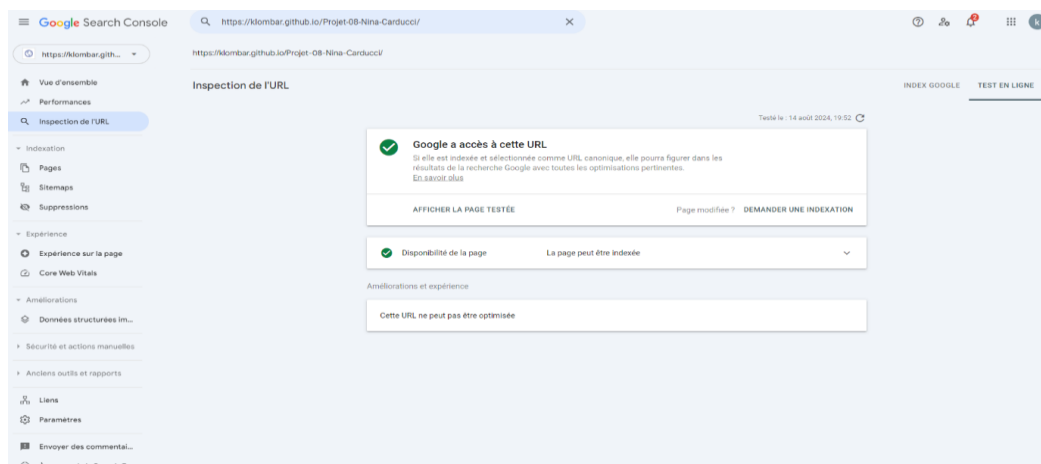 Google Search Console
https://klombar.github.io/Projet-08-Nina-Carducci/
https://klombar.gith...
https://klombar.github.io/Projet-08-Nina-Carducci/
Vue d'ensemble
Performances
Inspection de l'URL
Indexation
Pages
Sitemaps
Suppressions
Expérience
Expérience sur la page
Core Web Vitals
Améliorations
Données structurées im...
Sécurité et actions manuelles
Anciens outils et rapports
Liens
Paramètres
Envoyer des commentai...
Inspection de l'URL
INDEX GOOGLE
TEST EN LIGNE
Testé le : 14 août 2024, 19:52
Google a accès à cette URL
Si elle est indexée et sélectionnée comme URL canonique, elle pourra figurer dans les
résultats de la recherche Google avec toutes les optimisations pertinentes.
En savoir plus
AFFICHER LA PAGE TESTÉE
Page modifiée ? DEMANDER UNE INDEXATION
Disponibilité de la page
La page peut être indexée
Améliorations et expérience
Cette URL ne peut pas être optimisée